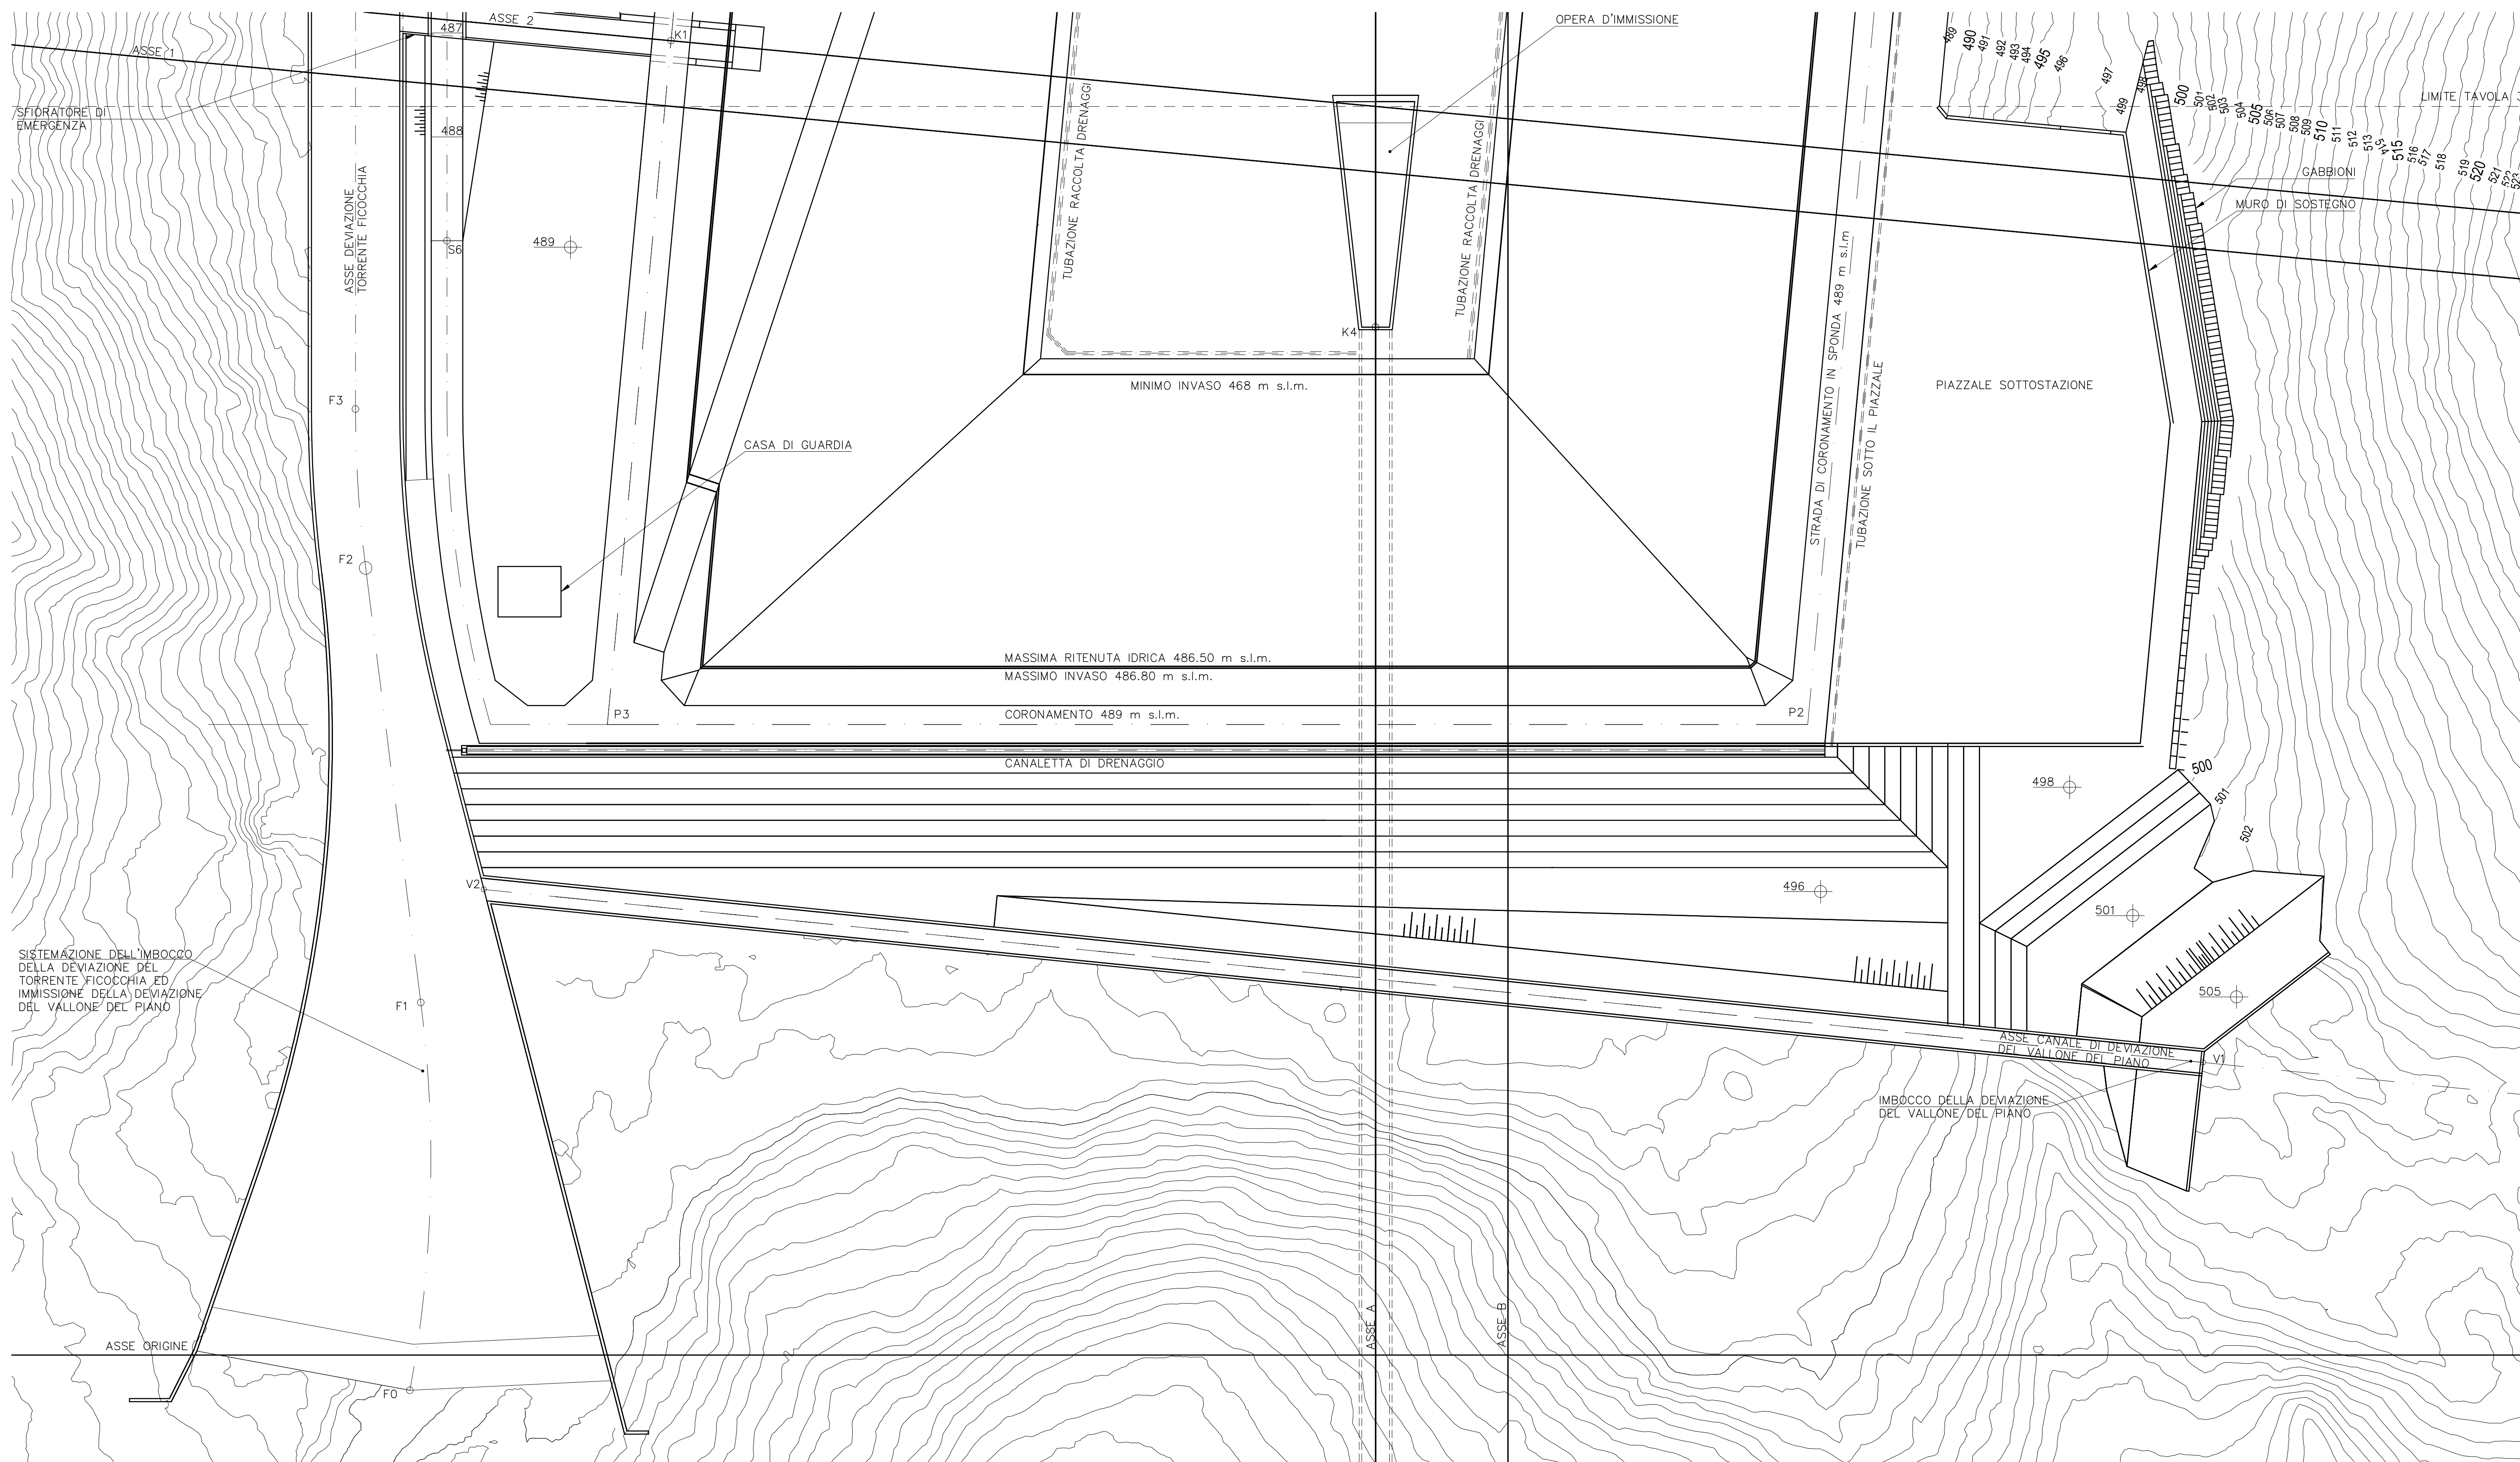 487
ASSE 2
K1
OPERA D'IMMISSIONE
ASSE 1
489
490
491
492
493
494
495
496
497
498
499
500
501
502
503
504
505
506
507
508
509
510
511
512
513
514
515
516
517
518
519
520
521
522
523
LIMITE TAVOLA
SFIORATORE DI
EMERGENZA
488
ASSE DEVIAZIONE
TORRENTE FICOCCHIA
TUBAZIONE RACCOLTA DRENAGGI
TUBAZIONE RACCOLTA DRENAGGI
GABBIONI
MURO DI SOSTEGNO
S6
489
K4
STRADA DI CORONAMENTO IN SPONDA 489 m s.l.m
TUBAZIONE SOTTO IL PIAZZALE
MINIMO INVASO 468 m s.l.m.
PIAZZALE SOTTOSTAZIONE
F3
CASA DI GUARDIA
F2
MASSIMA RITENUTA IDRICA 486.50 m s.l.m.
MASSIMO INVASO 486.80 m s.l.m.
P3
CORONAMENTO 489 m s.l.m.
P2
CANALETTA DI DRENAGGIO
500
498
501
502
V2
496
501
SISTEMAZIONE DELL'IMBOCCO
DELLA DEVIAZIONE DEL
TORRENTE FICOCCHIA ED
IMMISSIONE DELLA DEVIAZIONE
DEL VALLONE DEL PIANO
505
F1
ASSE CANALE DI DEVIAZIONE
DEL VALLONE DEL PIANO
V1
IMBOCCO DELLA DEVIAZIONE
DEL VALLONE DEL PIANO
ASSE A
ASSE B
ASSE ORIGINE
F0